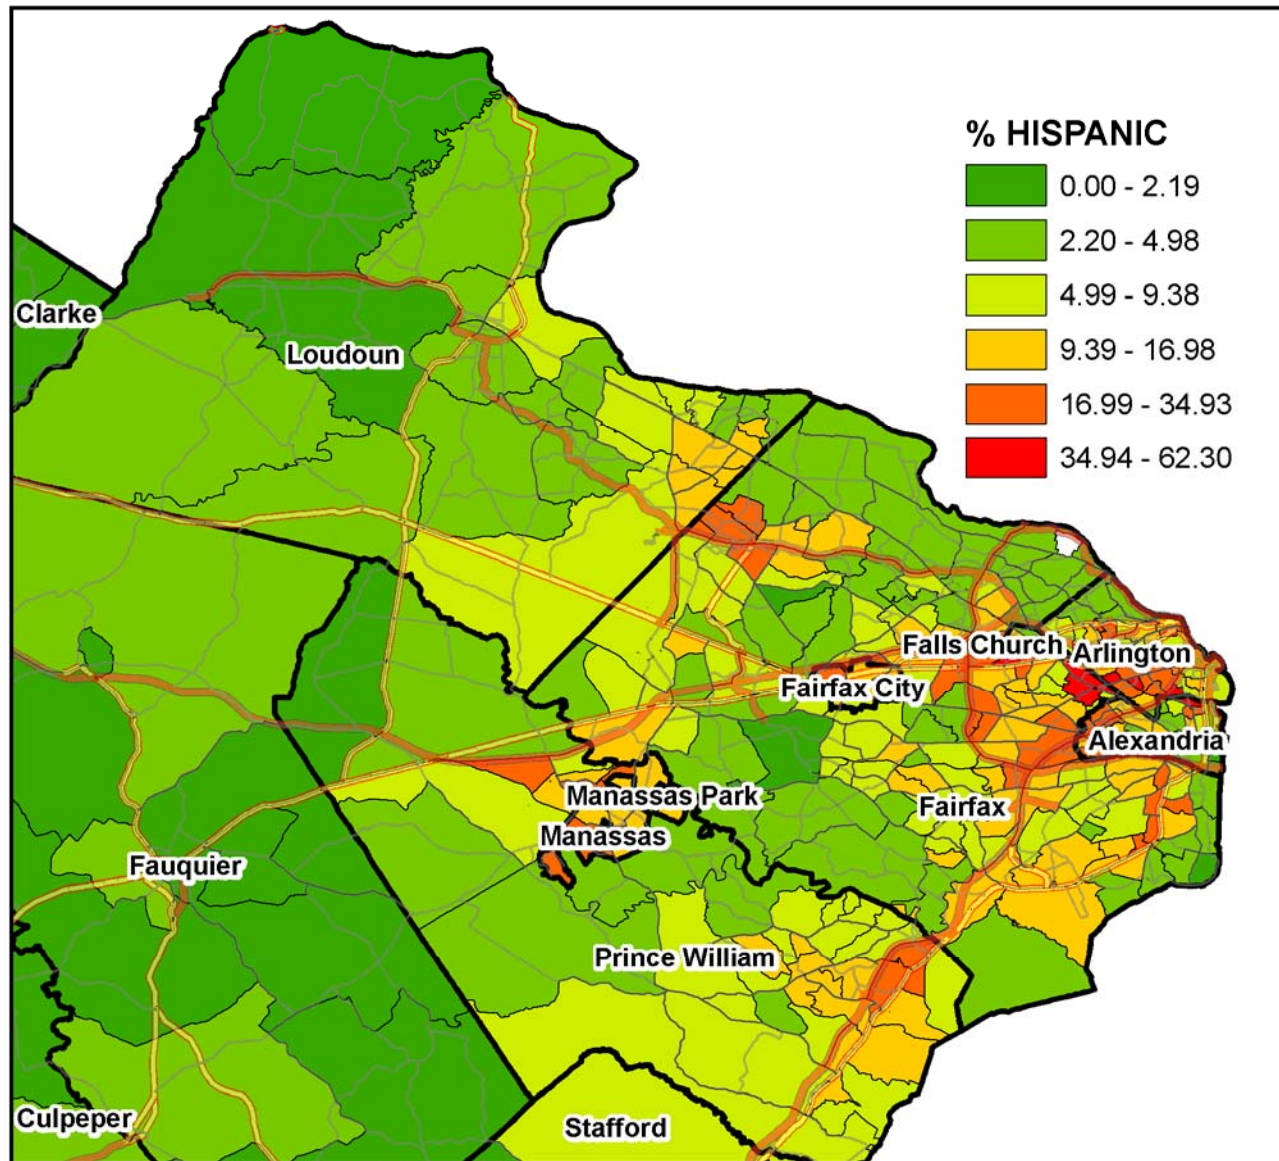 % HISPANIC
0.00 - 2.19
2.20 - 4.98
4.99 - 9.38
9.39 - 16.98
16.99 - 34.93
34.94 - 62.30
Clarke
Loudoun
Falls Church
Arlington
Fairfax City
Alexandria
Manassas Park
Fairfax
Manassas
Fauquier
Prince William
Culpeper
Stafford